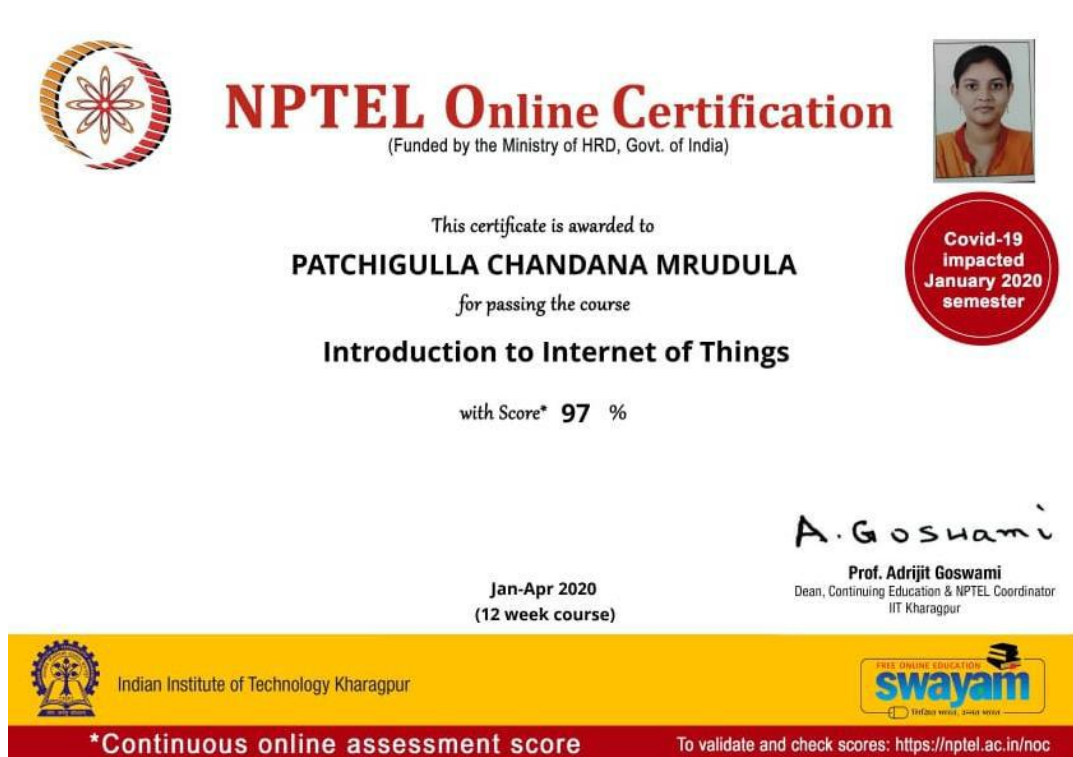 NPTEL Online Certification
(Funded by the Ministry of HRD, Govt. of India)
This certificate is awarded to
PATCHIGULLA CHANDANA MRUDULA
for passing the course
Introduction to Internet of Things
with Score* 97 %
Covid-19
impacted
January 2020
semester
A. Goswami
Prof. Adrijit Goswami
Dean, Continuing Education & NPTEL Coordinator
IIT Kharagpur
Jan-Apr 2020
(12 week course)
Indian Institute of Technology Kharagpur
FREE ONLINE EDUCATION
swayam
शिक्षित भारत, उन्नत भारत
*Continuous online assessment score
To validate and check scores: https://nptel.ac.in/noc